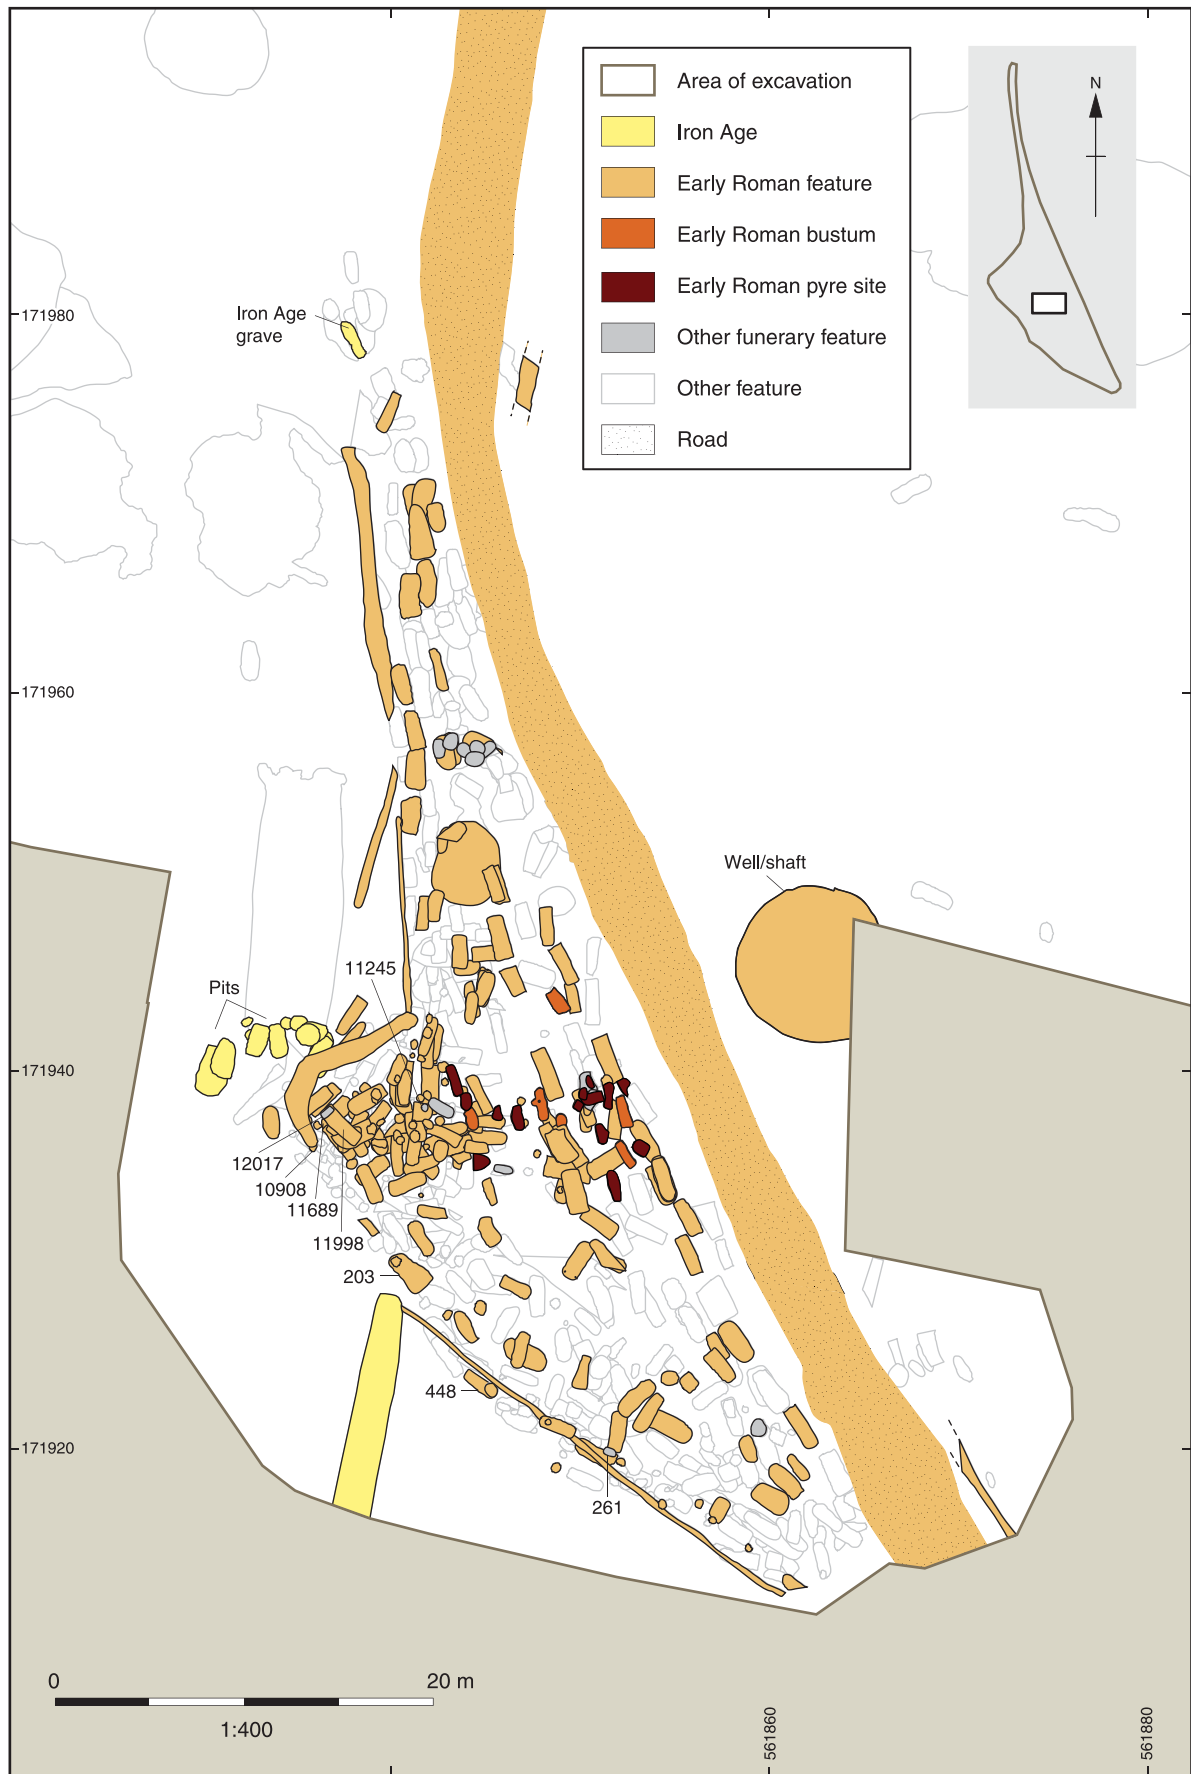 Area of excavation
Iron Age
Early Roman feature
Early Roman bustum
Early Roman pyre site
Other funerary feature
Other feature
Road
N
171980
Iron Age
grave
171960
Well/shaft
11245
Pits
171940
12017
10908
11689
11998
203
448
171920
261
0
20 m
1:400
561860
561880